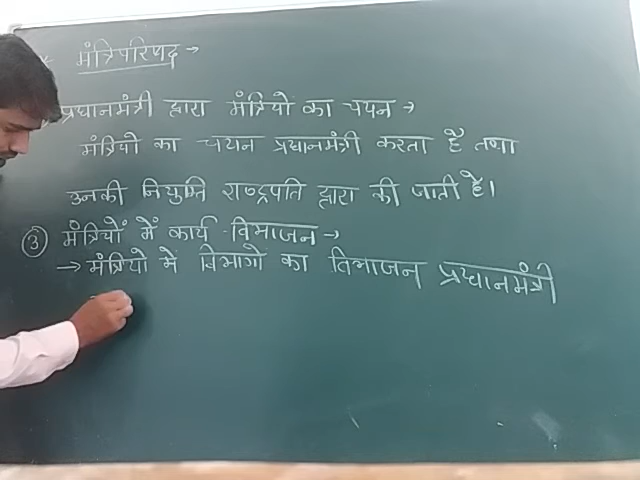 * मंत्रिपरिषद →
प्रधानमंत्री द्वारा मंत्रियो का चयन →
मंत्रियो का चयन प्रधानमंत्री करता है तथा
उनकी नियुक्ति राष्ट्रपति द्वारा की जाती है।
③ मंत्रियों में कार्य विभाजन →
→ मंत्रियो मे विभागो का विभाजन प्रधानमंत्री